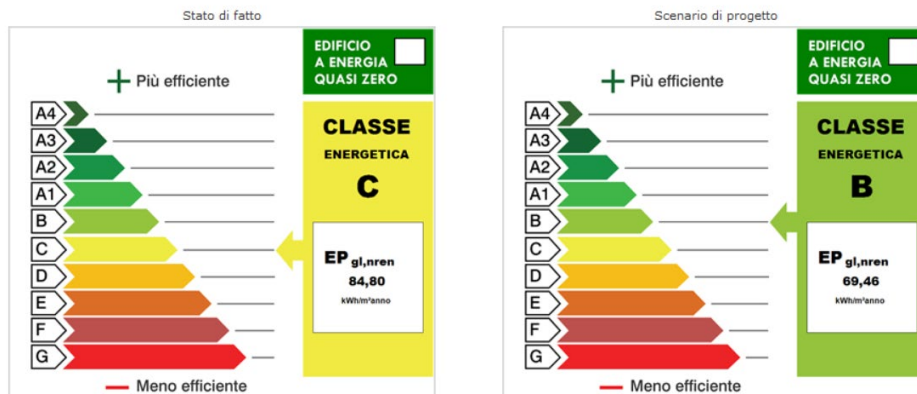 Stato di fatto
EDIFICIO
A ENERGIA
QUASI ZERO
+ Più efficiente
A4
A3
A2
A1
B
C
D
E
F
G
CLASSE
ENERGETICA
C
EP gl,nren
84,80
kWh/m²anno
— Meno efficiente
Scenario di progetto
EDIFICIO
A ENERGIA
QUASI ZERO
+ Più efficiente
A4
A3
A2
A1
B
C
D
E
F
G
CLASSE
ENERGETICA
B
EP gl,nren
69,46
kWh/m²anno
— Meno efficiente